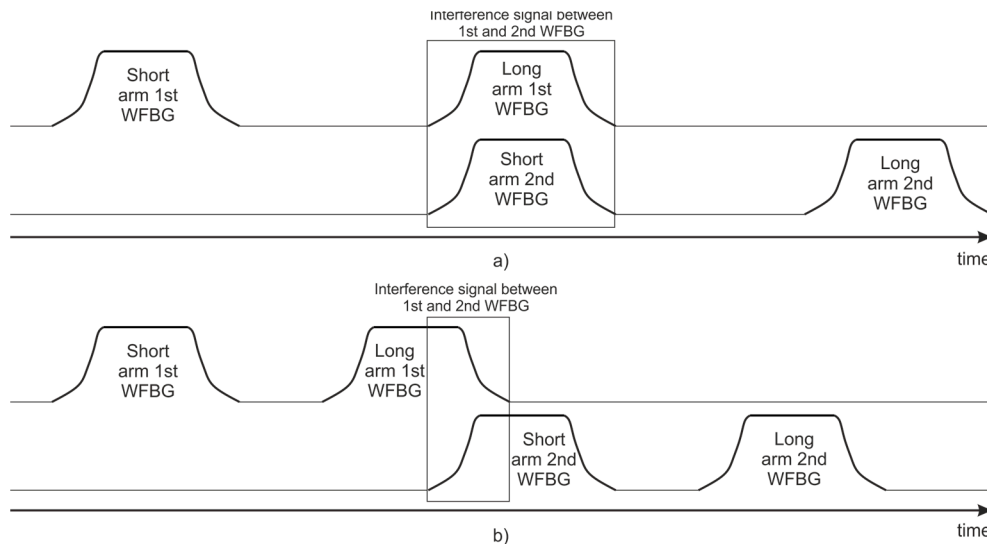 Interference signal between
1st and 2nd WFBG
Short
arm 1st
WFBG
Long
arm 1st
WFBG
Short
arm 2nd
WFBG
Long
arm 2nd
WFBG
time
a)
Interference signal between
1st and 2nd WFBG
Short
arm 1st
WFBG
Long
arm 1st
WFBG
Short
arm 2nd
WFBG
Long
arm 2nd
WFBG
time
b)